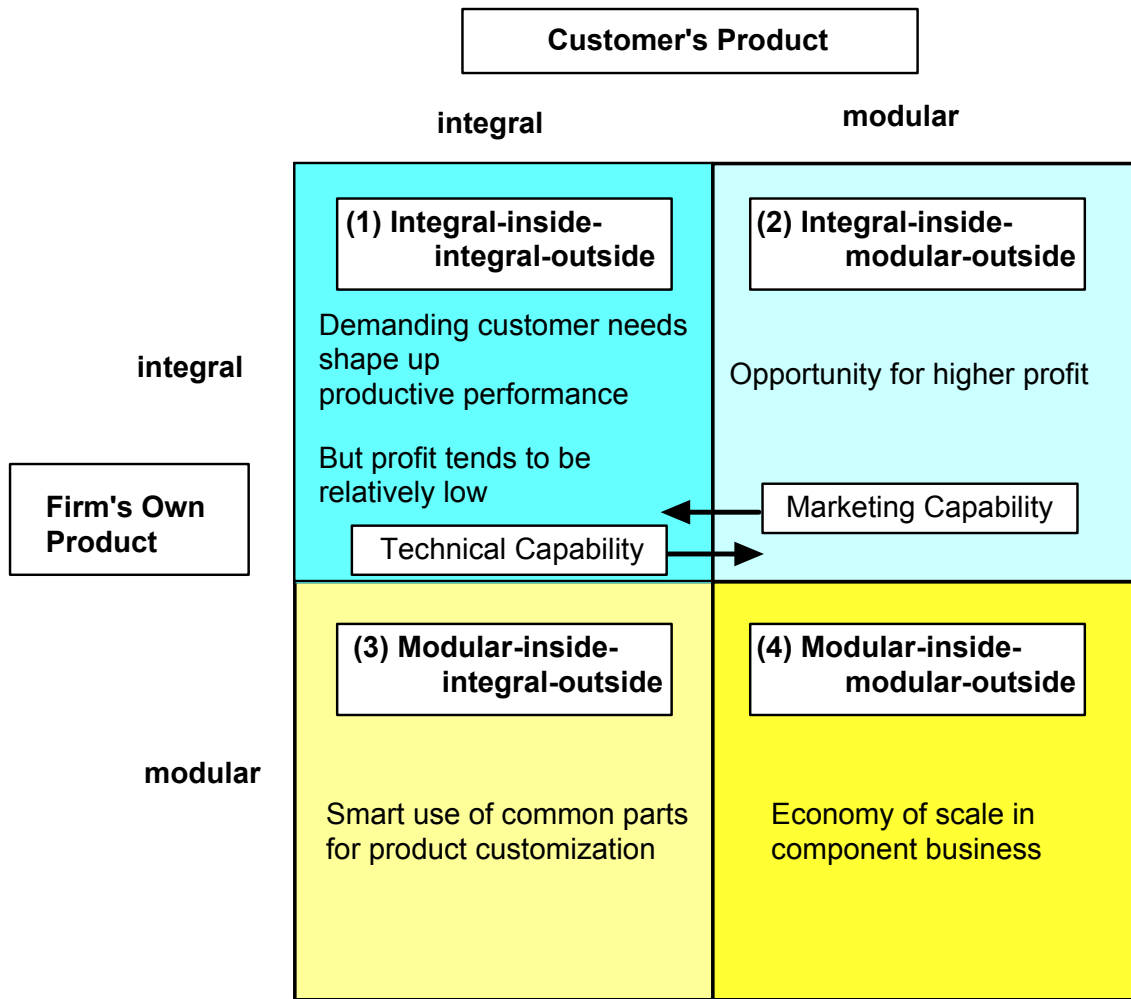 Customer's Product
integral
modular
(1) Integral-inside-
integral-outside
(2) Integral-inside-
modular-outside
Demanding customer needs
shape up
productive performance
But profit tends to be
relatively low
integral
Opportunity for higher profit
Firm's Own
Product
Marketing Capability
Technical Capability
(3) Modular-inside-
integral-outside
(4) Modular-inside-
modular-outside
modular
Smart use of common parts
for product customization
Economy of scale in
component business